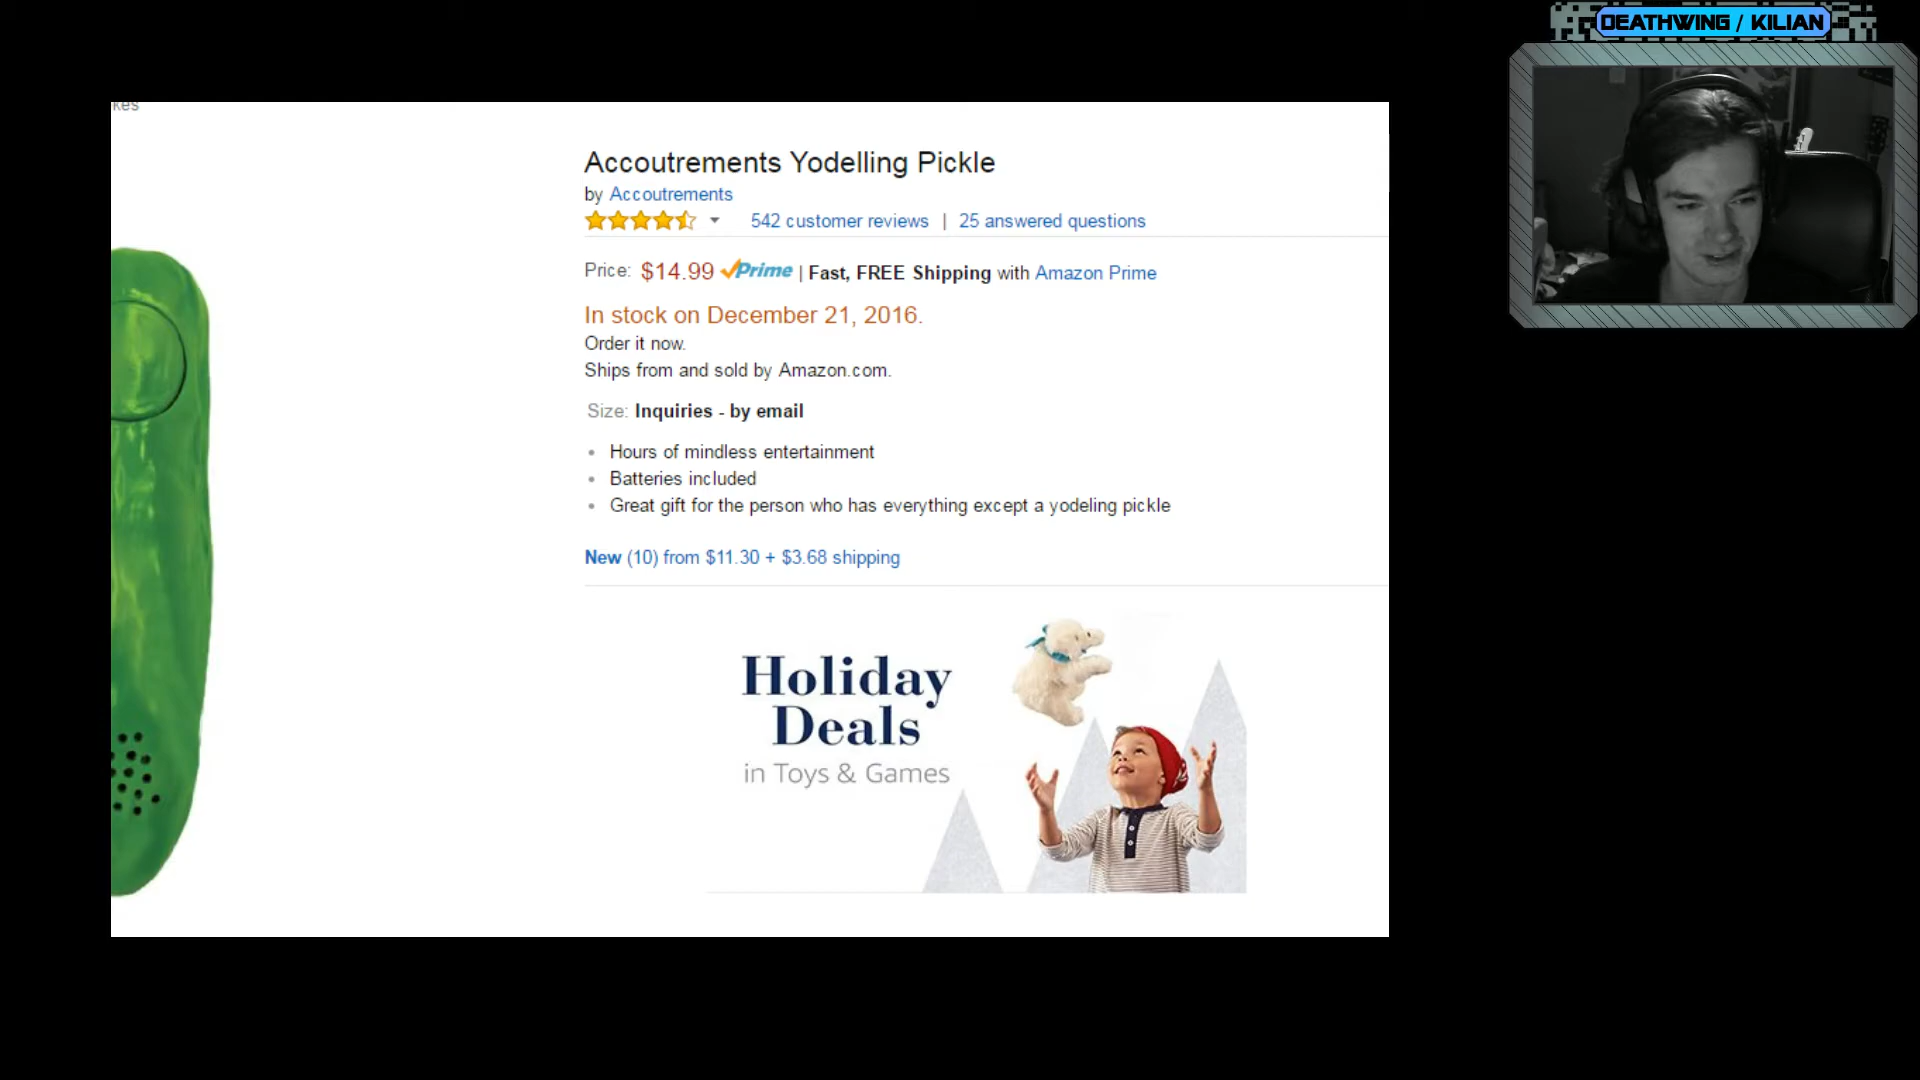 DEATHWING / KILIAN
kes
Accoutrements Yodelling Pickle
by Accoutrements
542 customer reviews | 25 answered questions
Price: $14.99 Prime | Fast, FREE Shipping with Amazon Prime
In stock on December 21, 2016.
Order it now.
Ships from and sold by Amazon.com.
Size: Inquiries - by email
• Hours of mindless entertainment
• Batteries included
• Great gift for the person who has everything except a yodeling pickle
New (10) from $11.30 + $3.68 shipping
Holiday
Deals
in Toys & Games